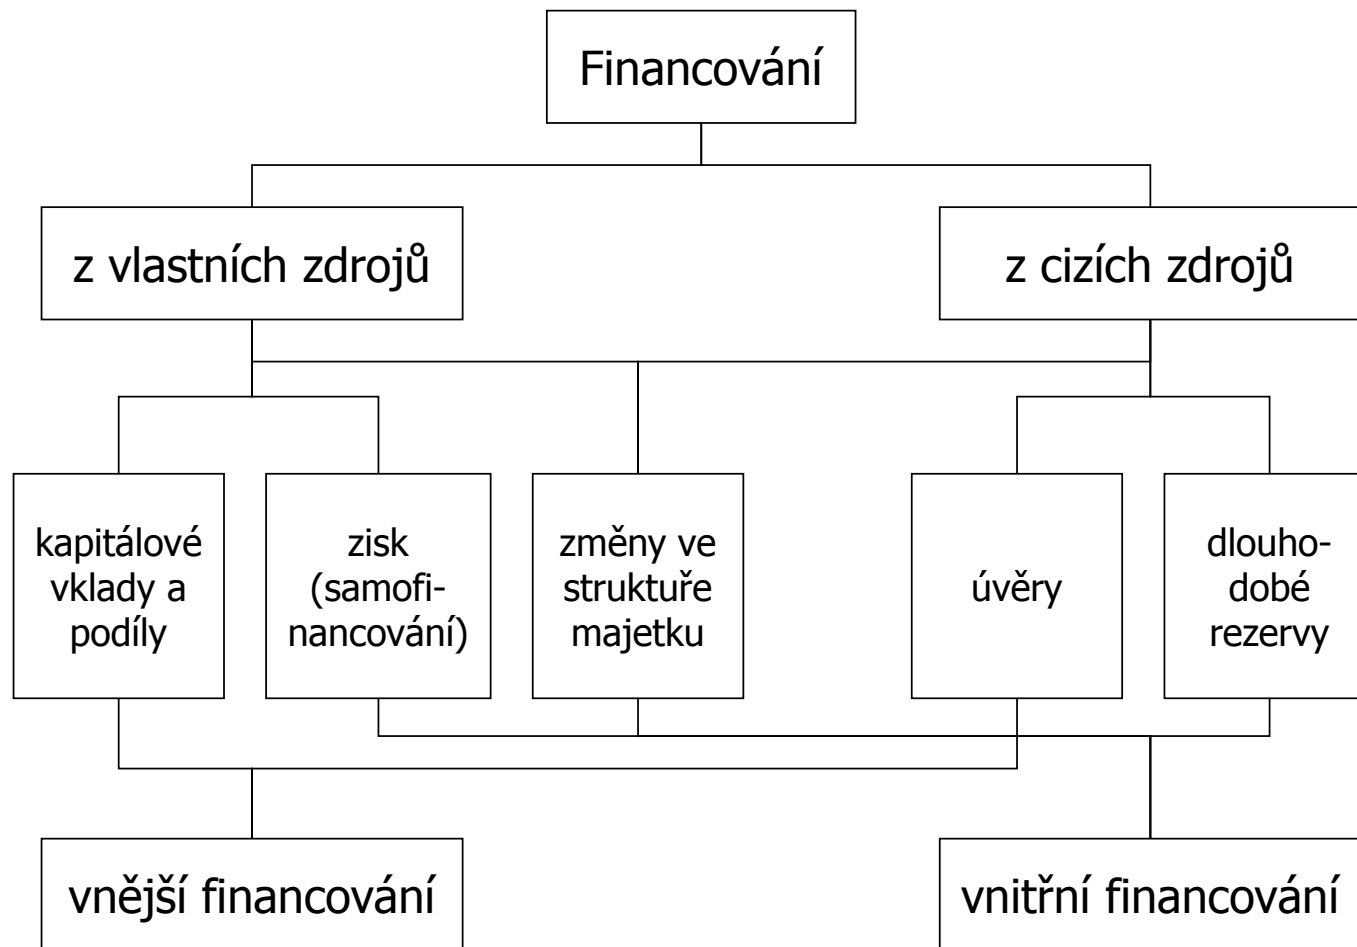 Financování
z vlastních zdrojů
z cizích zdrojů
kapitálové
vklady a
podíly
zisk
(samofi-
nancování)
změny ve
struktuře
majetku
úvěry
dlouho-
dobé
rezervy
vnější financování
vnitřní financování